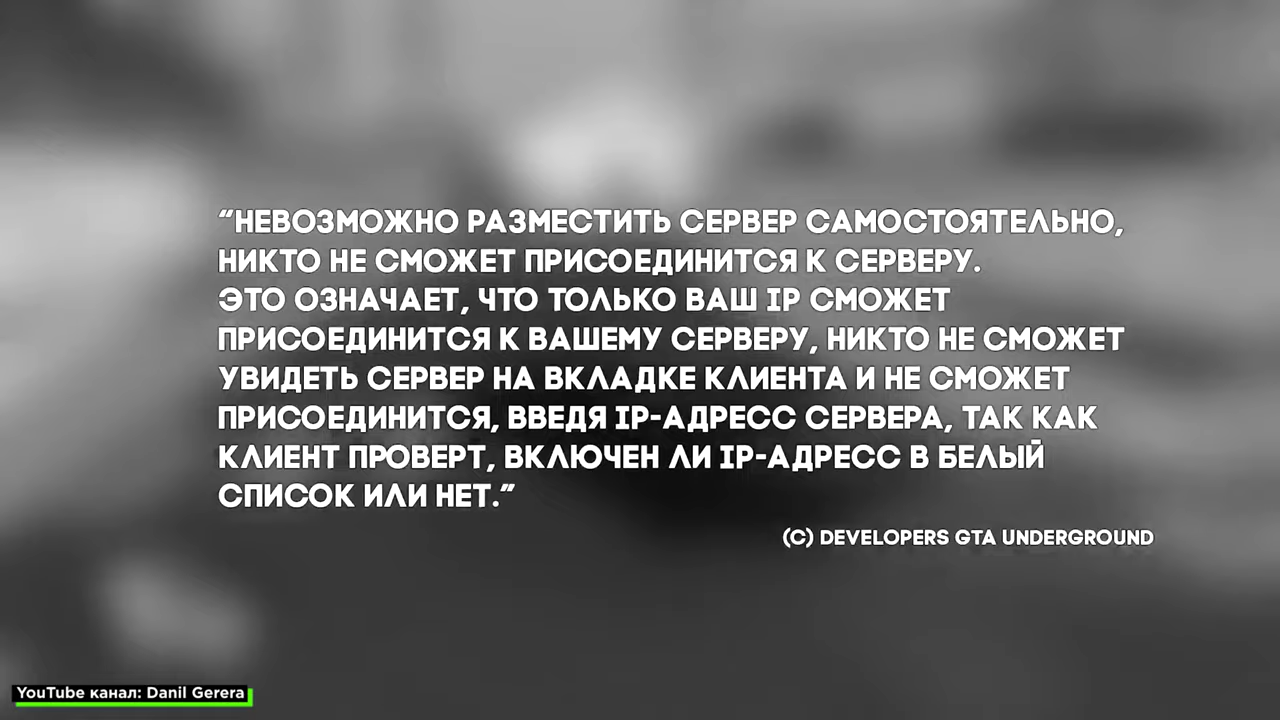 “НЕВОЗМОЖНО РАЗМЕСТИТЬ СЕРВЕР САМОСТОЯТЕЛЬНО,
НИКТО НЕ СМОЖЕТ ПРИСОЕДИНИТСЯ К СЕРВЕРУ.
ЭТО ОЗНАЧАЕТ, ЧТО ТОЛЬКО ВАШ IP СМОЖЕТ
ПРИСОЕДИНИТСЯ К ВАШЕМУ СЕРВЕРУ, НИКТО НЕ СМОЖЕТ
УВИДЕТЬ СЕРВЕР НА ВКЛАДКЕ КЛИЕНТА И НЕ СМОЖЕТ
ПРИСОЕДИНИТСЯ, ВВЕДЯ IP-АДРЕСС СЕРВЕРА, ТАК КАК
КЛИЕНТ ПРОВЕРТ, ВКЛЮЧЕН ЛИ IP-АДРЕСС В БЕЛЫЙ
СПИСОК ИЛИ НЕТ.”
(C) DEVELOPERS GTA UNDERGROUND
YouTube канал: Danil Gerera